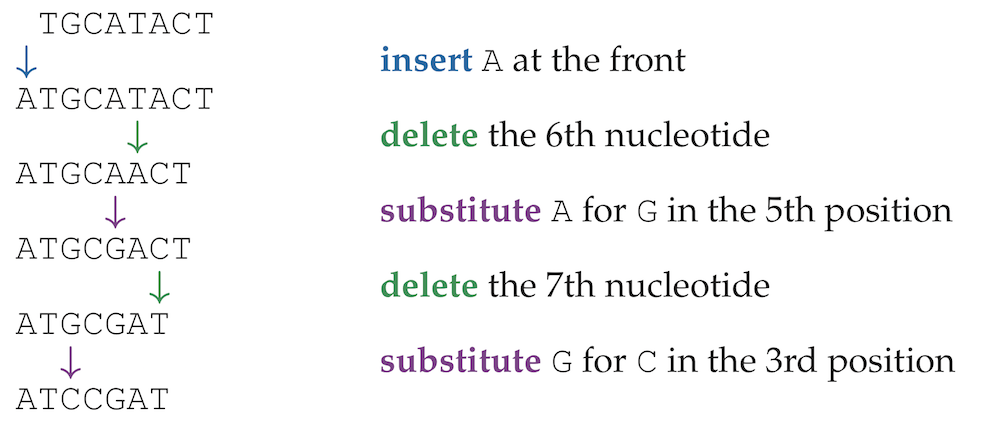 TGCATACT
insert A at the front
ATGCATACT
delete the 6th nucleotide
ATGCAACT
substitute A for G in the 5th position
ATGCGACT
delete the 7th nucleotide
ATGCGAT
substitute G for C in the 3rd position
ATCCGAT